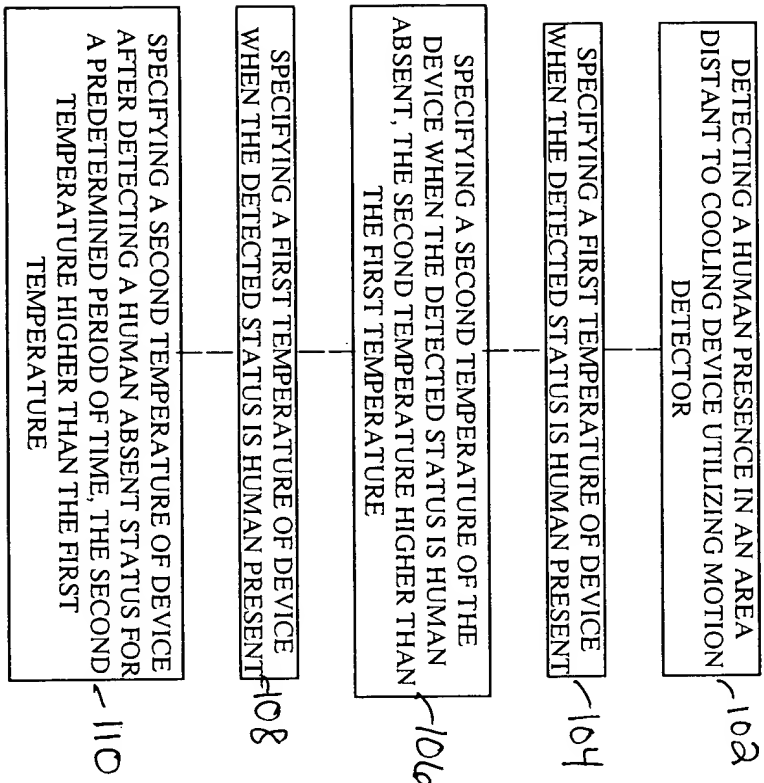 DETECTING A HUMAN PRESENCE IN AN AREA
DISTANT TO COOLING DEVICE UTILIZING MOTION
DETECTOR
102
SPECIFYING A FIRST TEMPERATURE OF DEVICE
WHEN THE DETECTED STATUS IS HUMAN PRESENT
104
SPECIFYING A SECOND TEMPERATURE OF THE
DEVICE WHEN THE DETECTED STATUS IS HUMAN
ABSENT, THE SECOND TEMPERATURE HIGHER THAN
THE FIRST TEMPERATURE
106
SPECIFYING A FIRST TEMPERATURE OF DEVICE
WHEN THE DETECTED STATUS IS HUMAN PRESENT
108
SPECIFYING A SECOND TEMPERATURE OF DEVICE
AFTER DETECTING A HUMAN ABSENT STATUS FOR
A PREDETERMINED PERIOD OF TIME, THE SECOND
TEMPERATURE HIGHER THAN THE FIRST
TEMPERATURE
110